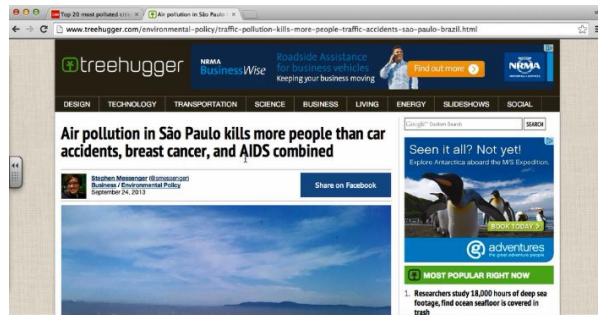 Top 20 most polluted citie
Air pollution in São Paulo
www.treehugger.com/environmental-policy/traffic-pollution-kills-more-people-traffic-accidents-sao-paulo-brazil.html
treehugger
NRMA
BusinessWise
Roadside Assistance
for business vehicles
Keeping your business moving
Find out more
NRMA
DESIGN TECHNOLOGY TRANSPORTATION SCIENCE BUSINESS LIVING ENERGY SLIDESHOWS SOCIAL
Air pollution in São Paulo kills more people than car
accidents, breast cancer, and AIDS combined
Stephen Messenger (@smessenger)
Business / Environmental Policy
September 24, 2013
Share on Facebook
Google™ Custom Search
SEARCH
Seen it all? Not yet!
Explore Antarctica aboard the M/S Expedition.
BOOK TODAY >
g adventures
the great adventure people
MOST POPULAR RIGHT NOW
1. Researchers study 18,000 hours of deep sea
footage, find ocean seafloor is covered in
trash